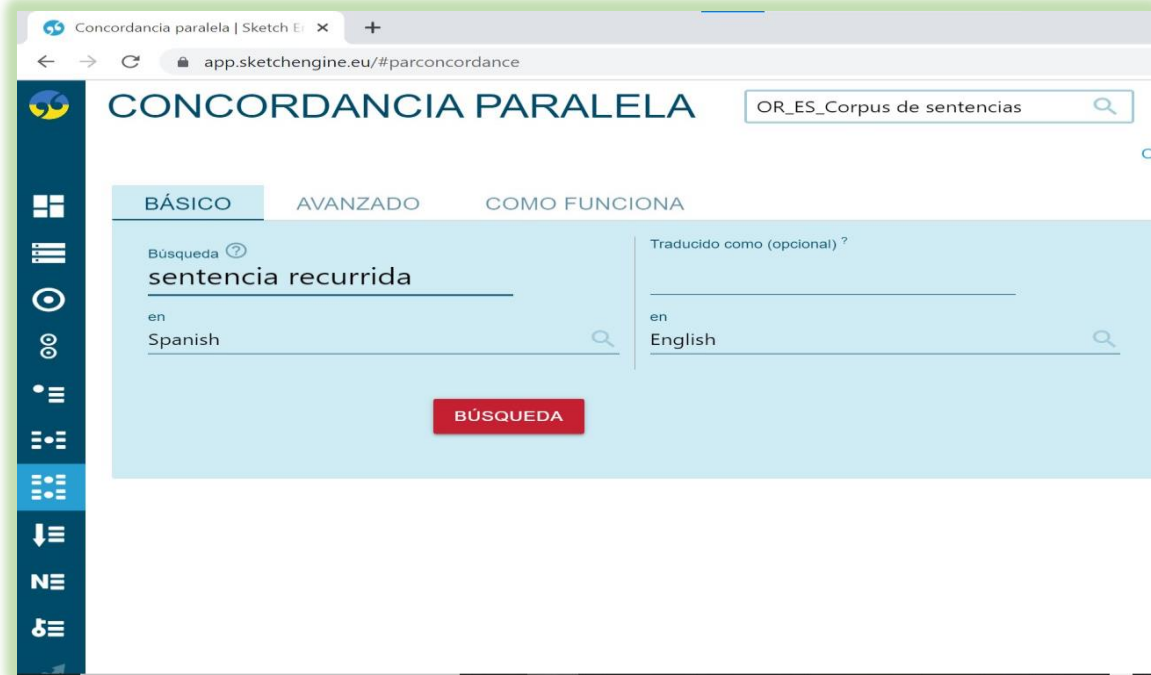 Concordancia paralela | Sketch E
app.sketchengine.eu/#parconcordance
CONCORDANCIA PARALELA
OR_ES_Corpus de sentencias
BÁSICO AVANZADO COMO FUNCIONA
Búsqueda ? Traducido como (opcional) ?
sentencia recurrida
en en
Spanish English
BÚSQUEDA
N